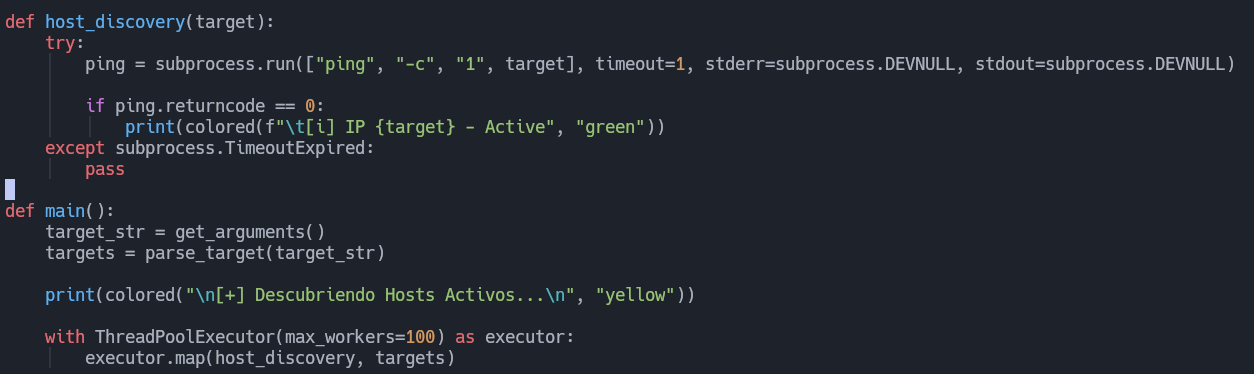 def host_discovery(target):
    try:
        ping = subprocess.run(["ping", "-c", "1", target], timeout=1, stderr=subprocess.DEVNULL, stdout=subprocess.DEVNULL)

        if ping.returncode == 0:
            print(colored(f"\t[i] IP {target} - Active", "green"))
    except subprocess.TimeoutExpired:
        pass

def main():
    target_str = get_arguments()
    targets = parse_target(target_str)

    print(colored("\n[+] Descubriendo Hosts Activos...\n", "yellow"))

    with ThreadPoolExecutor(max_workers=100) as executor:
        executor.map(host_discovery, targets)